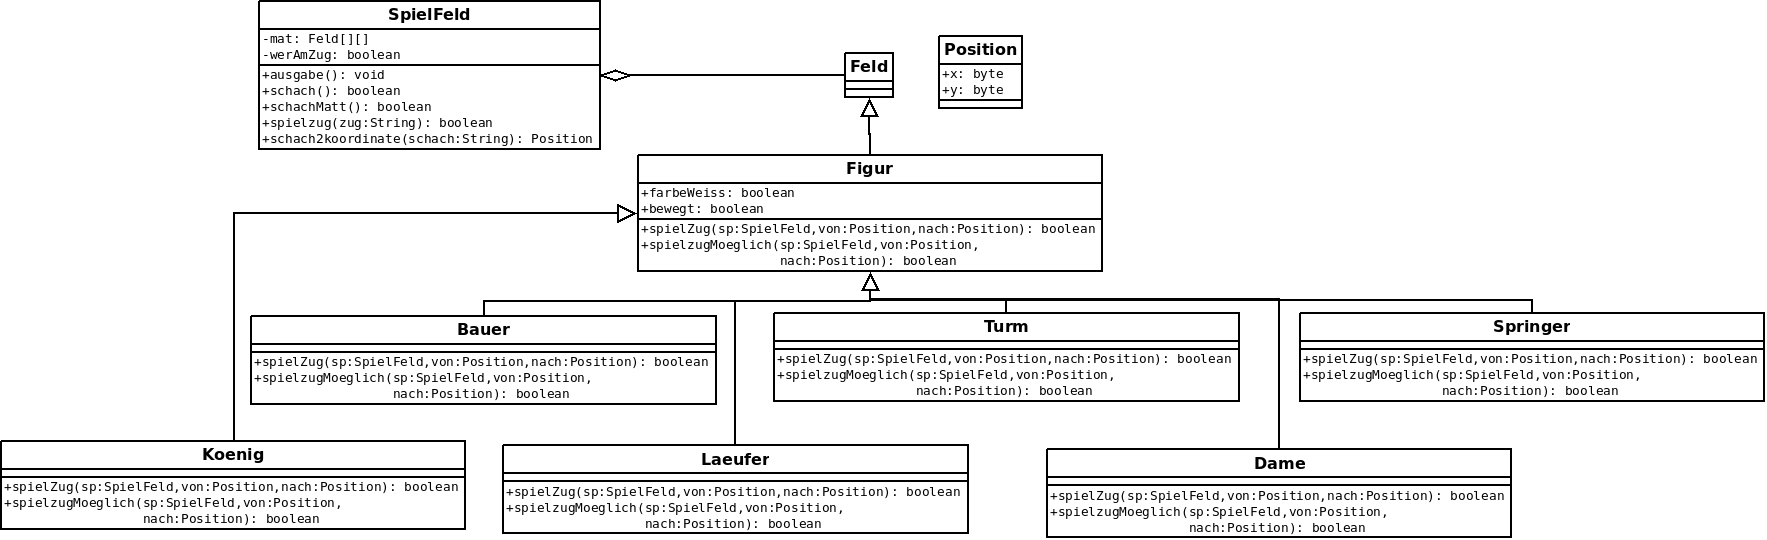 SpielFeld
-mat: Feld[][]
-werAmZug: boolean
+ausgabe(): void
+schach(): boolean
+schachMatt(): boolean
+spielzug(zug:String): boolean
+schach2koordinate(schach:String): Position
Feld
Position
+x: byte
+y: byte
Figur
+farbeWeiss: boolean
+bewegt: boolean
+spielZug(sp:SpielFeld,von:Position,nach:Position): boolean
+spielzugMoeglich(sp:SpielFeld,von:Position,
nach:Position): boolean
Bauer
+spielZug(sp:SpielFeld,von:Position,nach:Position): boolean
+spielzugMoeglich(sp:SpielFeld,von:Position,
nach:Position): boolean
Turm
+spielZug(sp:SpielFeld,von:Position,nach:Position): boolean
+spielzugMoeglich(sp:SpielFeld,von:Position,
nach:Position): boolean
Springer
+spielZug(sp:SpielFeld,von:Position,nach:Position): boolean
+spielzugMoeglich(sp:SpielFeld,von:Position,
nach:Position): boolean
Koenig
+spielZug(sp:SpielFeld,von:Position,nach:Position): boolean
+spielzugMoeglich(sp:SpielFeld,von:Position,
nach:Position): boolean
Laeufer
+spielZug(sp:SpielFeld,von:Position,nach:Position): boolean
+spielzugMoeglich(sp:SpielFeld,von:Position,
nach:Position): boolean
Dame
+spielZug(sp:SpielFeld,von:Position,nach:Position): boolean
+spielzugMoeglich(sp:SpielFeld,von:Position,
nach:Position): boolean